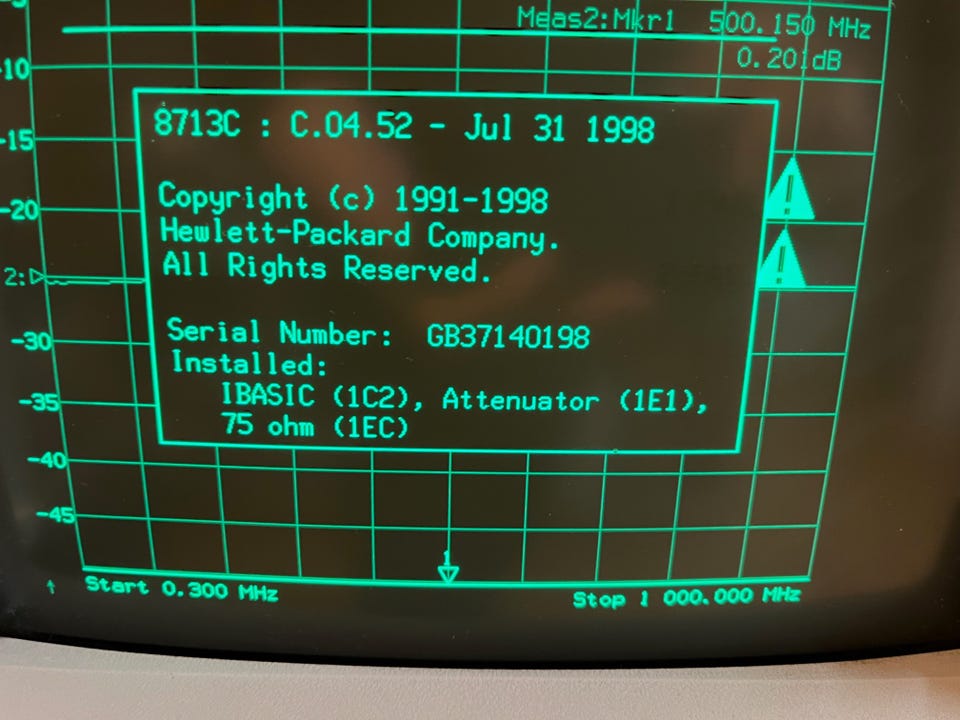 Meas2:Mkr1 500.150 MHz
0.201dB
-10
8713C : C.04.52 - Jul 31 1998
-15
Copyright (c) 1991-1998
-20
Hewlett-Packard Company.
All Rights Reserved.
2:
Serial Number: GB37140198
-30
Installed:
IBASIC (1C2), Attenuator (1E1),
-35
75 ohm (1EC)
-40
-45
1
Start 0.300 MHz
Stop 1 000.000 MHz